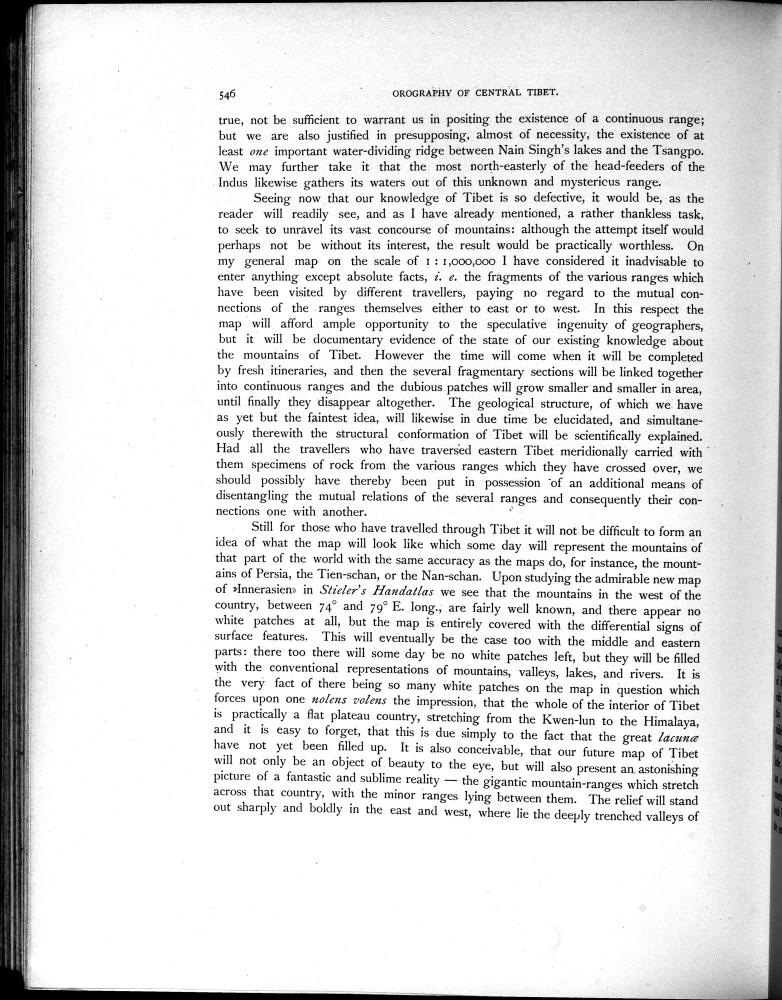 546 OROGRAPHY OF CENTRAL TIBET.
true, not be sufficient to warrant us in positing the existence of a continuous range;
but we are also justified in presupposing, almost of necessity, the existence of at
least one important water-dividing ridge between Nain Singh's lakes and the Tsangpo.
We may further take it that the most north-easterly of the head-feeders of the
Indus likewise gathers its waters out of this unknown and mysterious range.
Seeing now that our knowledge of Tibet is so defective, it would be, as the
reader will readily see, and as I have already mentioned, a rather thankless task,
to seek to unravel its vast concourse of mountains: although the attempt itself would
perhaps not be without its interest, the result would be practically worthless. On
my general map on the scale of 1 : 1,000,000 I have considered it inadvisable to
enter anything except absolute facts, i. e. the fragments of the various ranges which
have been visited by different travellers, paying no regard to the mutual con-
nections of the ranges themselves either to east or to west. In this respect the
map will afford ample opportunity to the speculative ingenuity of geographers,
but it will be documentary evidence of the state of our existing knowledge about
the mountains of Tibet. However the time will come when it will be completed
by fresh itineraries, and then the several fragmentary sections will be linked together
into continuous ranges and the dubious patches will grow smaller and smaller in area,
until finally they disappear altogether. The geological structure, of which we have
as yet but the faintest idea, will likewise in due time be elucidated, and simultane-
ously therewith the structural conformation of Tibet will be scientifically explained.
Had all the travellers who have traversed eastern Tibet meridionally carried with
them specimens of rock from the various ranges which they have crossed over, we
should possibly have thereby been put in possession of an additional means of
disentangling the mutual relations of the several ranges and consequently their con-
nections one with another.
Still for those who have travelled through Tibet it will not be difficult to form an
idea of what the map will look like which some day will represent the mountains of
that part of the world with the same accuracy as the maps do, for instance, the mount-
ains of Persia, the Tien-schan, or the Nan-schan. Upon studying the admirable new map
of »Innerasien» in Stieler's Handatlas we see that the mountains in the west of the
country, between 74° and 79° E. long., are fairly well known, and there appear no
white patches at all, but the map is entirely covered with the differential signs of
surface features. This will eventually be the case too with the middle and eastern
parts: there too there will some day be no white patches left, but they will be filled
with the conventional representations of mountains, valleys, lakes, and rivers. It is
the very fact of there being so many white patches on the map in question which
forces upon one nolens volens the impression, that the whole of the interior of Tibet
is practically a flat plateau country, stretching from the Kwen-lun to the Himalaya,
and it is easy to forget, that this is due simply to the fact that the great lacunæ
have not yet been filled up. It is also conceivable, that our future map of Tibet
will not only be an object of beauty to the eye, but will also present an astonishing
picture of a fantastic and sublime reality — the gigantic mountain-ranges which stretch
across that country, with the minor ranges lying between them. The relief will stand
out sharply and boldly in the east and west, where lie the deeply trenched valleys of